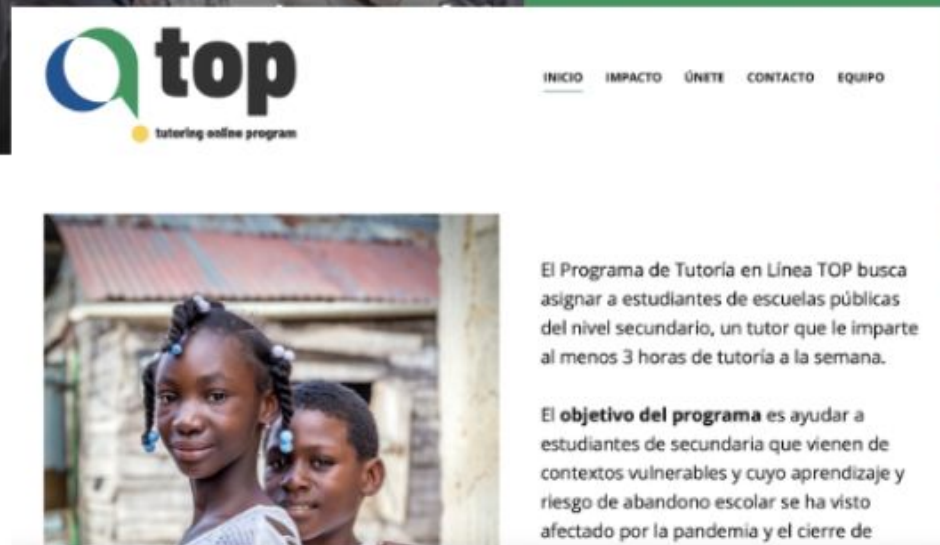 top
tutoring online program
INICIO IMPACTO ÚNETE CONTACTO EQUIPO
El Programa de Tutoría en Línea TOP busca
asignar a estudiantes de escuelas públicas
del nivel secundario, un tutor que le imparte
al menos 3 horas de tutoría a la semana.
El objetivo del programa es ayudar a
estudiantes de secundaria que vienen de
contextos vulnerables y cuyo aprendizaje y
riesgo de abandono escolar se ha visto
afectado por la pandemia y el cierre de